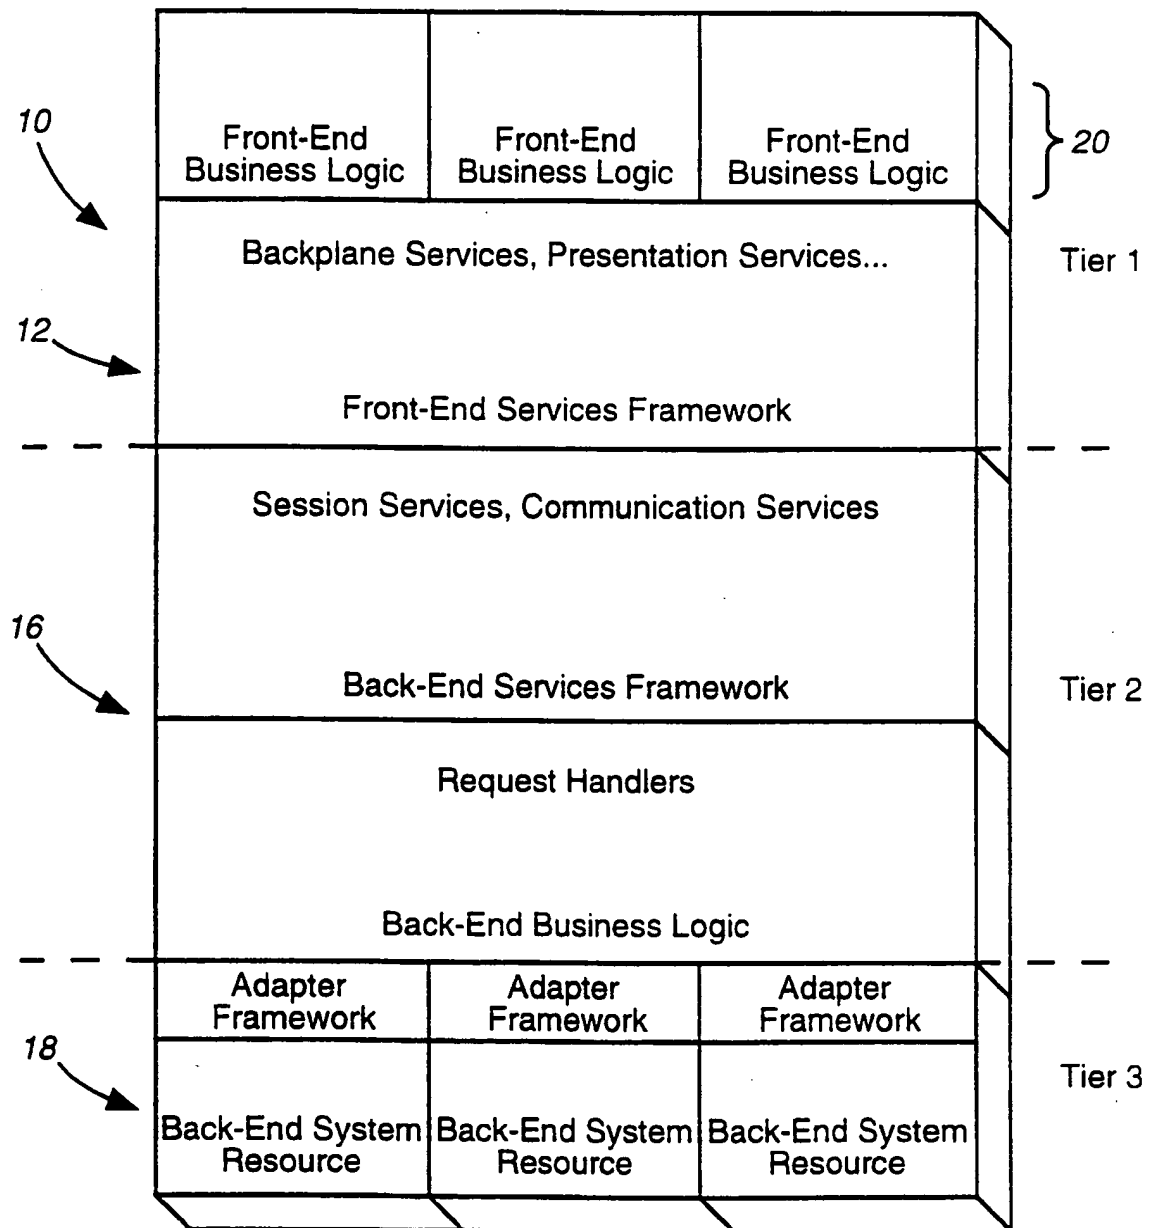 10
Front-End
Business Logic
Front-End
Business Logic
Front-End
Business Logic
20
Backplane Services, Presentation Services...
Tier 1
12
Front-End Services Framework
Session Services, Communication Services
16
Back-End Services Framework
Tier 2
Request Handlers
Back-End Business Logic
Adapter
Framework
Adapter
Framework
Adapter
Framework
18
Tier 3
Back-End System
Resource
Back-End System
Resource
Back-End System
Resource